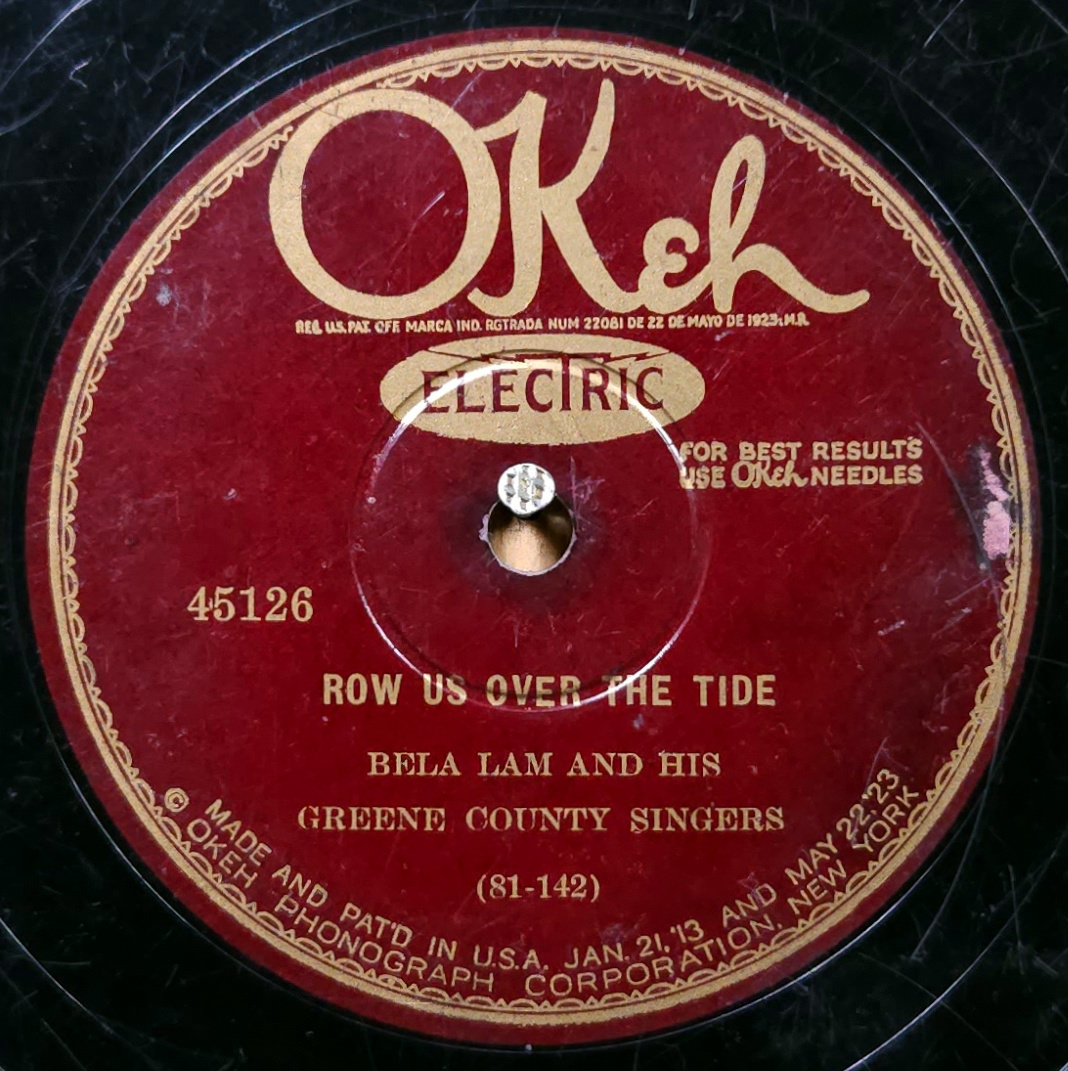 OKeh
REG. U.S. PAT. OFF. MARCA IND. RGTRADA NUM 22081 DE 22 DE MAYO DE 1923. M.R.
ELECTRIC
FOR BEST RESULTS
USE OKeh NEEDLES
45126
ROW US OVER THE TIDE
BELA LAM AND HIS
GREENE COUNTY SINGERS
(81-142)
MADE AND PAT'D IN U.S.A. JAN. 21, '13 AND MAY 22, '23
© OKEH PHONOGRAPH CORPORATION, NEW YORK